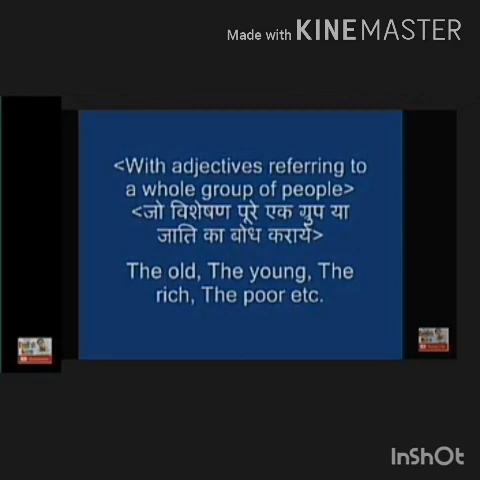 Made with KINEMASTER
<With adjectives referring to
a whole group of people>
<जो विशेषण पूरे एक ग्रुप या
जाति का बोध कराये>
The old, The young, The
rich, The poor etc.
InShOt